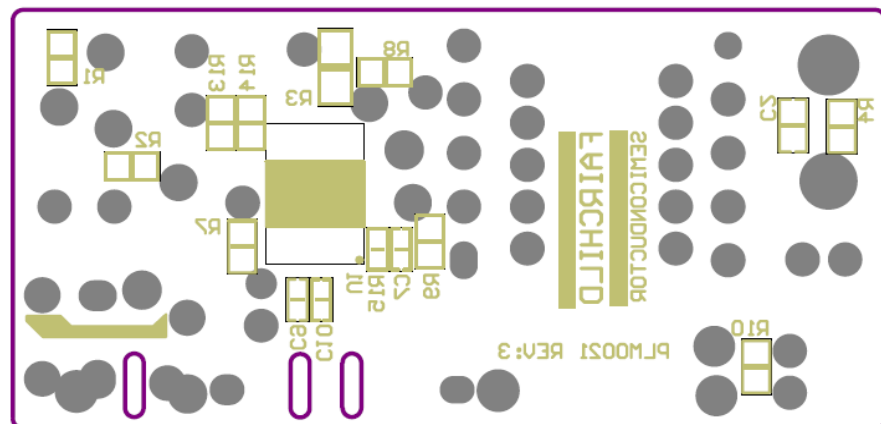 R1
R2
R13
R14
R3
R8
R7
U1
R15
C7
R9
C9
C10
FAIRCHILD
SEMICONDUCTOR
PLM0021 REV:3
C2
R4
R10